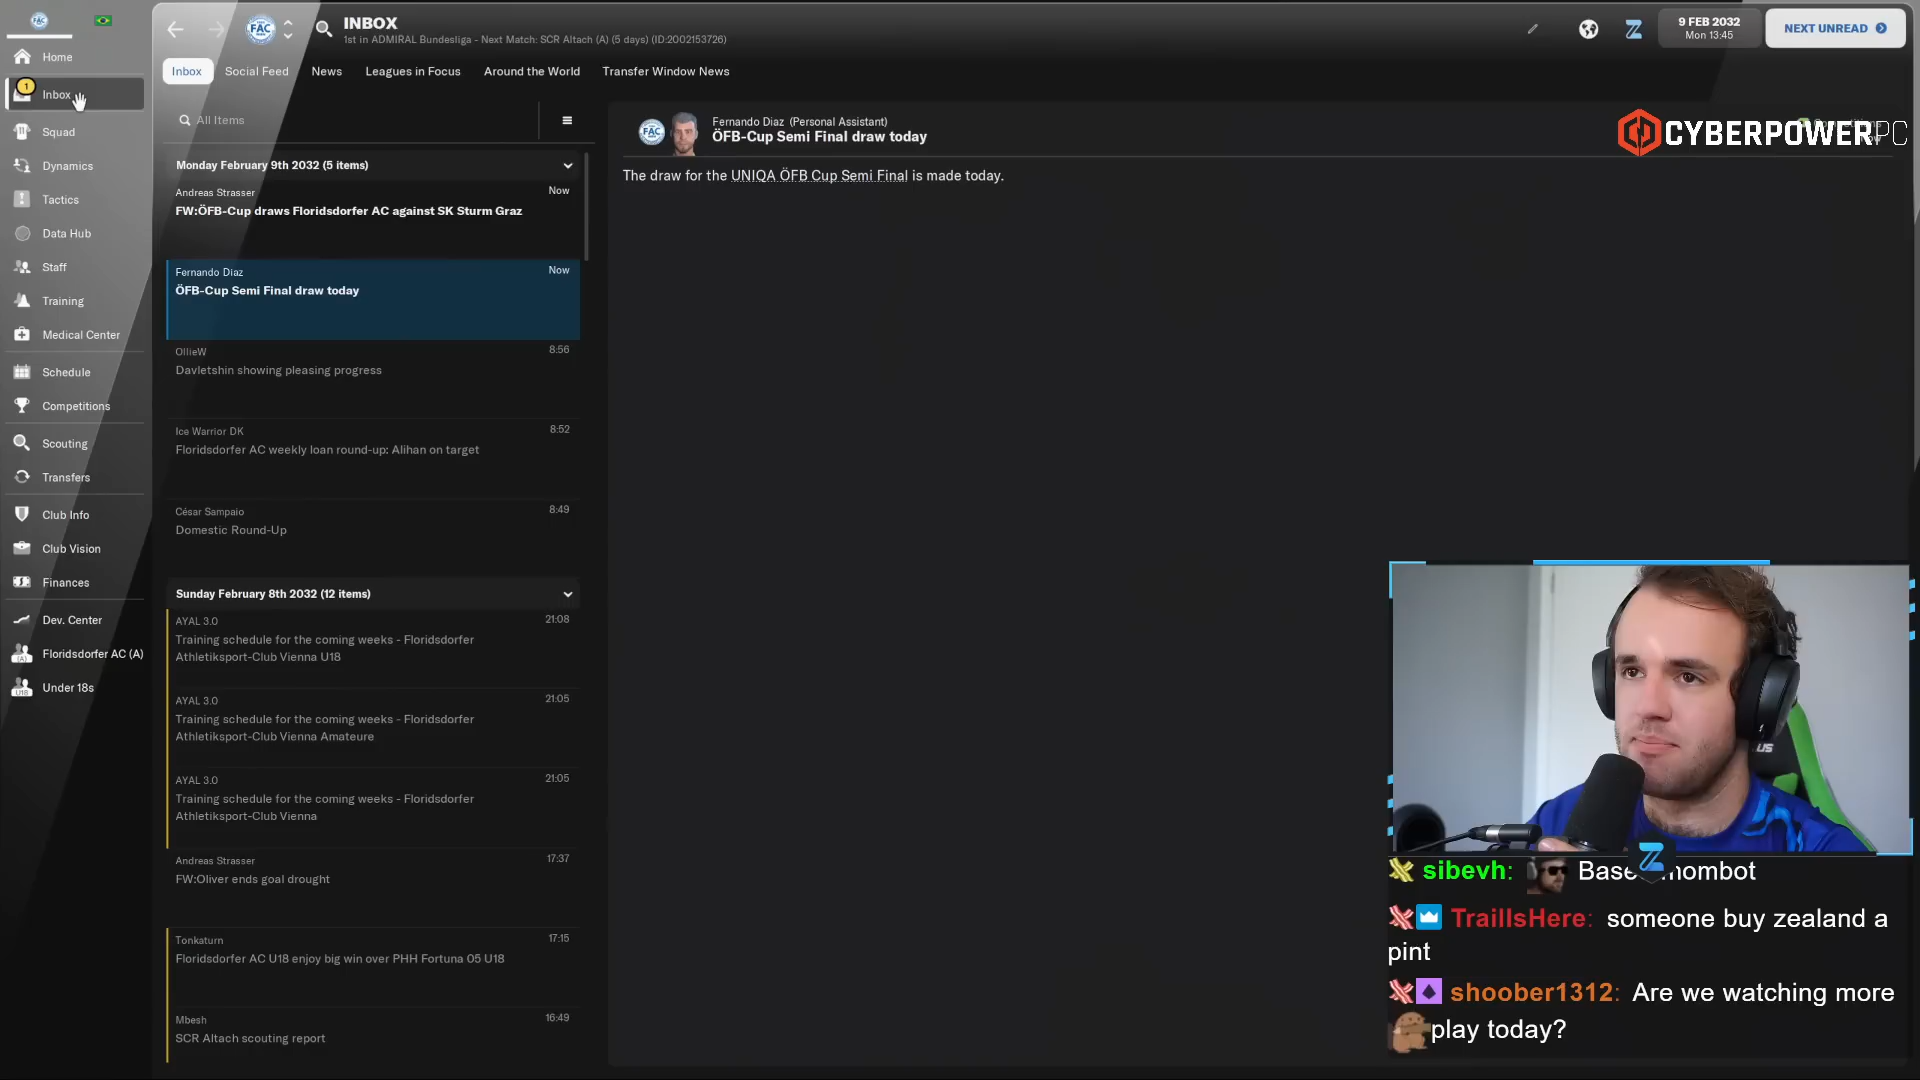 FAC
INBOX
1st in ADMIRAL Bundesliga - Next Match: SCR Altach (A) (5 days) (ID:2002153726)
9 FEB 2032
Mon 13:45
NEXT UNREAD
Home
1
Inbox
Squad
Dynamics
Tactics
Data Hub
Staff
Training
Medical Center
Schedule
Competitions
Scouting
Transfers
Club Info
Club Vision
Finances
Dev. Center
Floridsdorfer AC (A)
Under 18s
Inbox
Social Feed
News
Leagues in Focus
Around the World
Transfer Window News
All Items
Monday February 9th 2032 (5 items)
Andreas Strasser
Now
FW:ÖFB-Cup draws Floridsdorfer AC against SK Sturm Graz
Fernando Diaz
Now
ÖFB-Cup Semi Final draw today
OllieW
8:56
Davletshin showing pleasing progress
Ice Warrior DK
8:52
Floridsdorfer AC weekly loan round-up: Alihan on target
César Sampaio
8:49
Domestic Round-Up
Sunday February 8th 2032 (12 items)
AYAL 3.0
21:08
Training schedule for the coming weeks - Floridsdorfer
Athletiksport-Club Vienna U18
AYAL 3.0
21:05
Training schedule for the coming weeks - Floridsdorfer
Athletiksport-Club Vienna Amateure
AYAL 3.0
21:05
Training schedule for the coming weeks - Floridsdorfer
Athletiksport-Club Vienna
Andreas Strasser
17:37
FW:Oliver ends goal drought
Tonkaturn
17:15
Floridsdorfer AC U18 enjoy big win over PHH Fortuna 05 U18
Mbesh
16:49
SCR Altach scouting report
FAC
Fernando Diaz (Personal Assistant)
ÖFB-Cup Semi Final draw today
CYBERPOWERPC
The draw for the UNIQA ÖFB Cup Semi Final is made today.
sibevh:
TraillsHere: someone buy zealand a
pint
shoober1312: Are we watching more
play today?